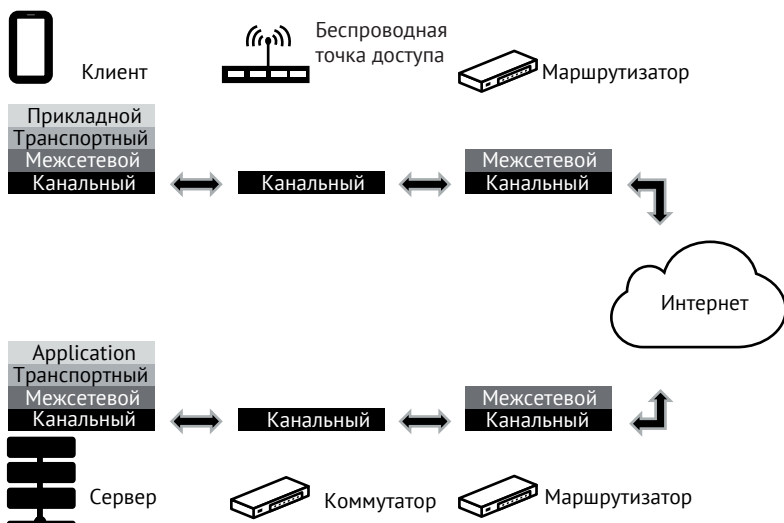 Клиент
Беспроводная
точка доступа
Маршрутизатор
Прикладной
Транспортный
Межсетевой
Канальный
Канальный
Межсетевой
Канальный
Интернет
Application
Транспортный
Межсетевой
Канальный
Канальный
Межсетевой
Канальный
Сервер
Коммутатор
Маршрутизатор